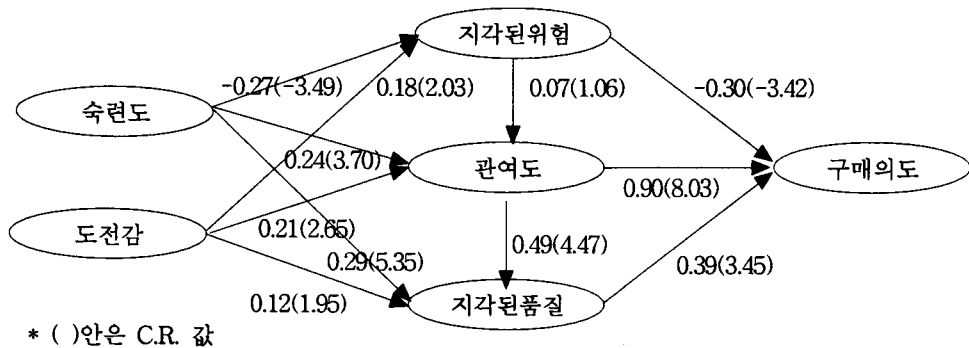 지각된위험
-0.27(-3.49) 0.18(2.03) 0.07(1.06) -0.30(-3.42)
숙련도
0.24(3.70) 관여도 0.90(8.03) 구매의도
도전감 0.21(2.65) 0.49(4.47)
0.29(5.35) 0.39(3.45)
0.12(1.95) 지각된품질
* ( )안은 C.R. 값